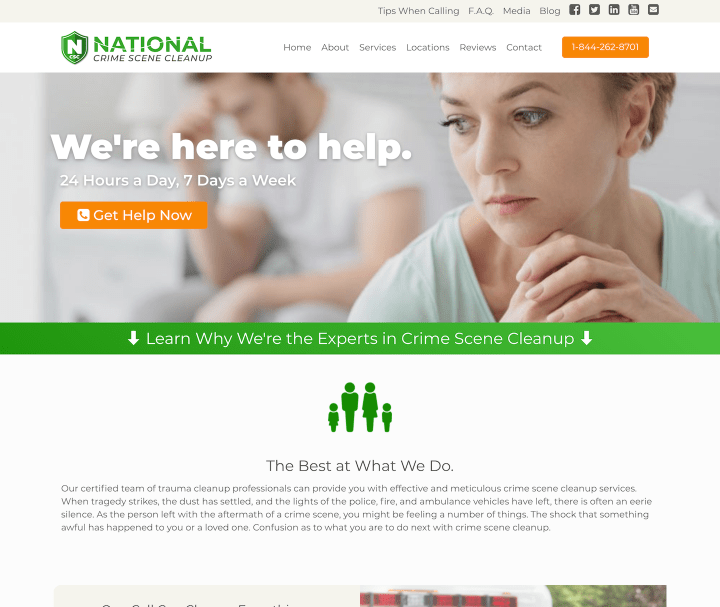 Tips When Calling F.A.Q. Media Blog
NATIONAL
CRIME SCENE CLEANUP
CSC
Home About Services Locations Reviews Contact 1-844-262-8701
We're here to help.
24 Hours a Day, 7 Days a Week
Get Help Now
Learn Why We're the Experts in Crime Scene Cleanup
The Best at What We Do.
Our certified team of trauma cleanup professionals can provide you with effective and meticulous crime scene cleanup services.
When tragedy strikes, the dust has settled, and the lights of the police, fire, and ambulance vehicles have left, there is often an eerie
silence. As the person left with the aftermath of a crime scene, you might be feeling a number of things. The shock that something
awful has happened to you or a loved one. Confusion as to what you are to do next with crime scene cleanup.